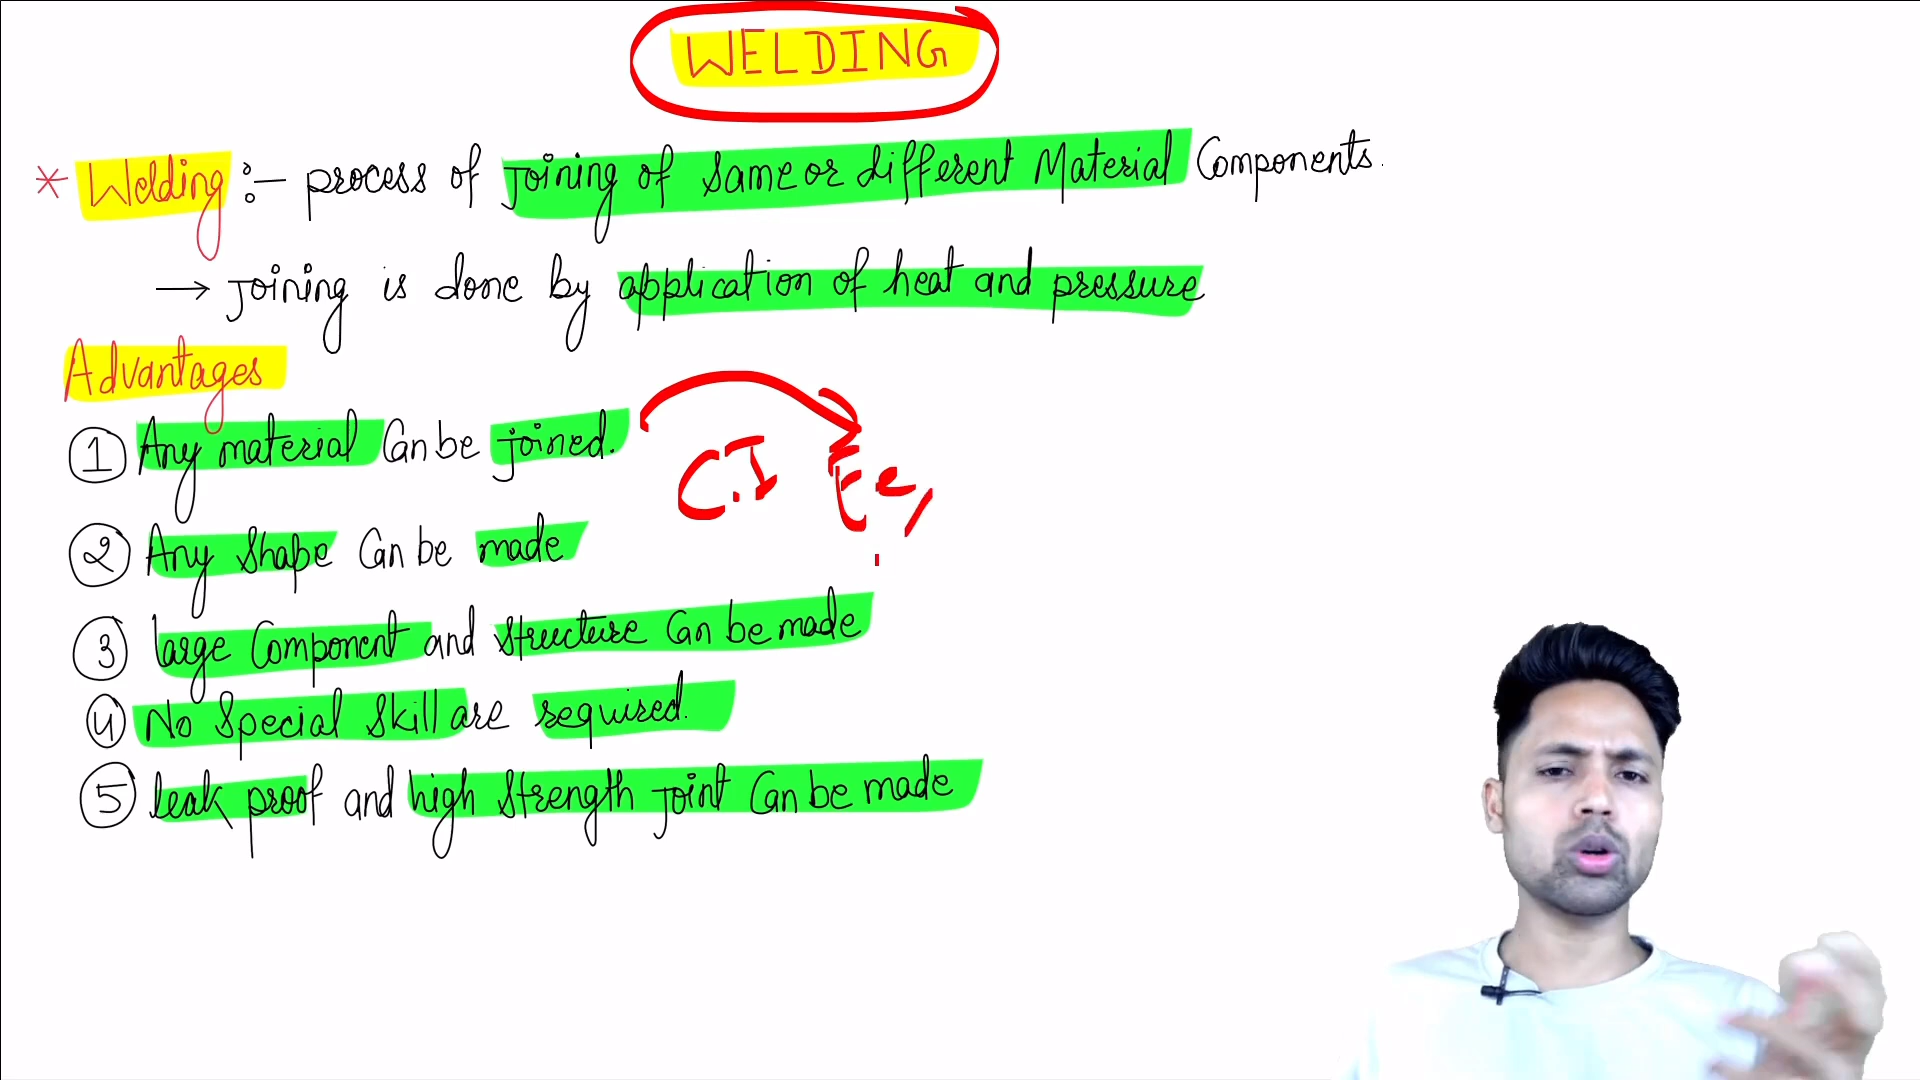 WELDING
* Welding :- process of joining of same or different Material Components.
→ joining is done by application of heat and pressure
Advantages
① Any material Can be joined.
C.I Fe,
② Any shape Can be made
③ large Component and structure Can be made
④ No special skill are required.
⑤ leak proof and high strength joint Can be made